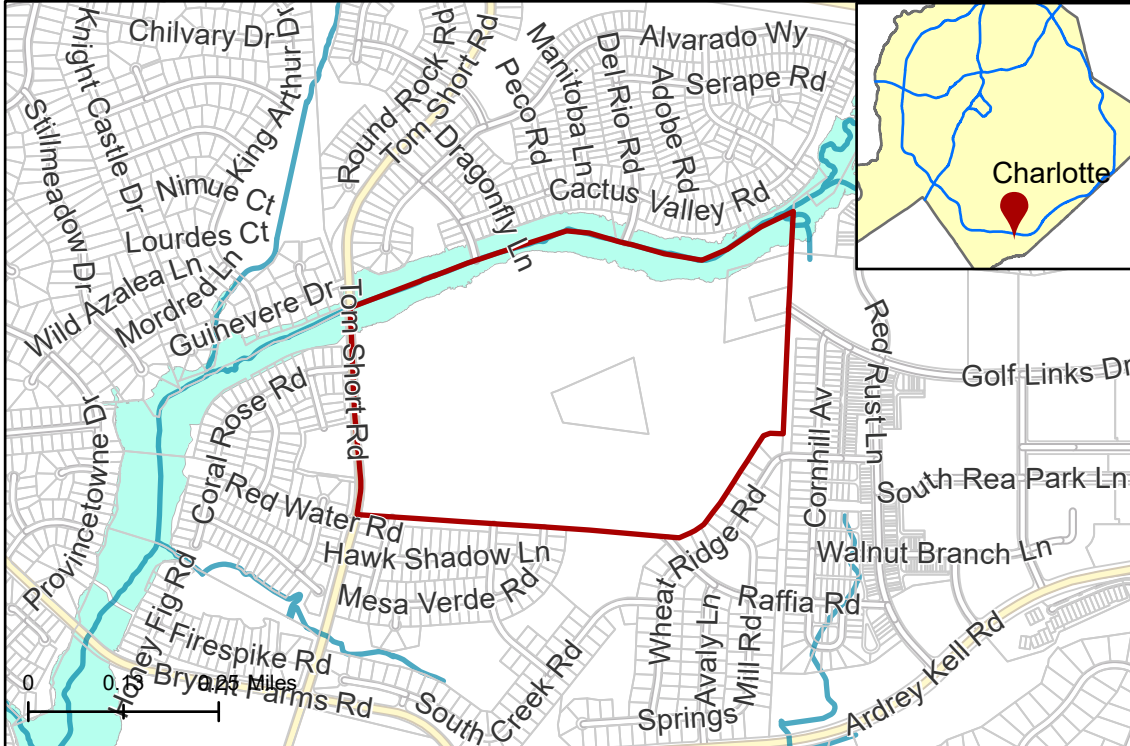 Chilvary Dr
Knight Castle Dr
King Arthur Dr
Stillmeadow Dr
Nimue Ct
Lourdes Ct
Wild Azalea Ln
Mordred Ln
Guinevere Dr
Round Rock Rd
Tom Short Rd
Dragonfly Ln
Peco Rd
Manitoba Ln
Del Rio Rd
Adobe Rd
Alvarado Wy
Serape Rd
Cactus Valley Rd
Charlotte
Tom Short Rd
Coral Rose Rd
Provincetowne Dr
Red Water Rd
Hawk Shadow Ln
Mesa Verde Rd
Honey Fig Rd
Firespike Rd
Bryant Farms Rd
South Creek Rd
Wheat Ridge Rd
Avaly Ln
Mill Rd
Springs
Raffia Rd
Walnut Branch Ln
Cornhill Av
Red Rust Ln
Golf Links Dr
South Rea Park Ln
Ardrey Kell Rd
0 0.13 0.25 Miles